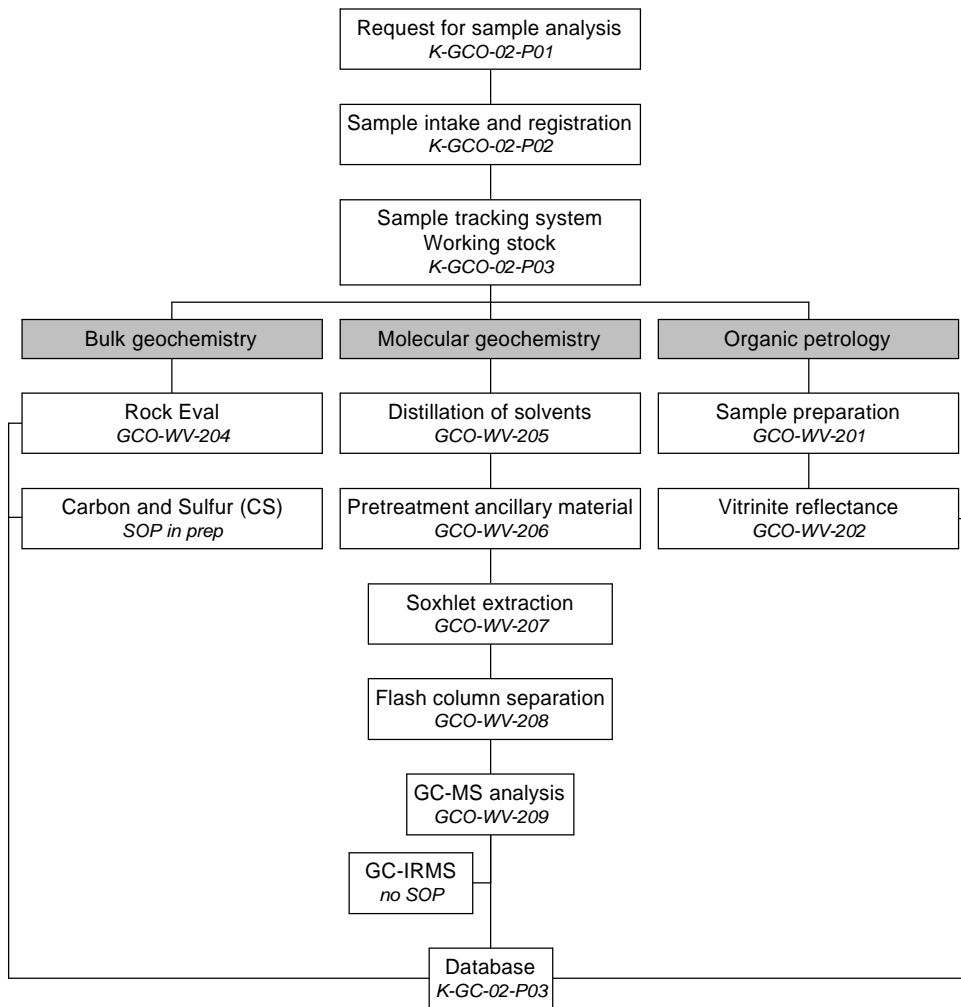 Request for sample analysis
K-GCO-02-P01
Sample intake and registration
K-GCO-02-P02
Sample tracking system
Working stock
K-GCO-02-P03
Bulk geochemistry
Molecular geochemistry
Organic petrology
Rock Eval
GCO-WV-204
Distillation of solvents
GCO-WV-205
Sample preparation
GCO-WV-201
Carbon and Sulfur (CS)
SOP in prep
Pretreatment ancillary material
GCO-WV-206
Vitrinite reflectance
GCO-WV-202
Soxhlet extraction
GCO-WV-207
Flash column separation
GCO-WV-208
GC-MS analysis
GCO-WV-209
GC-IRMS
no SOP
Database
K-GC-02-P03